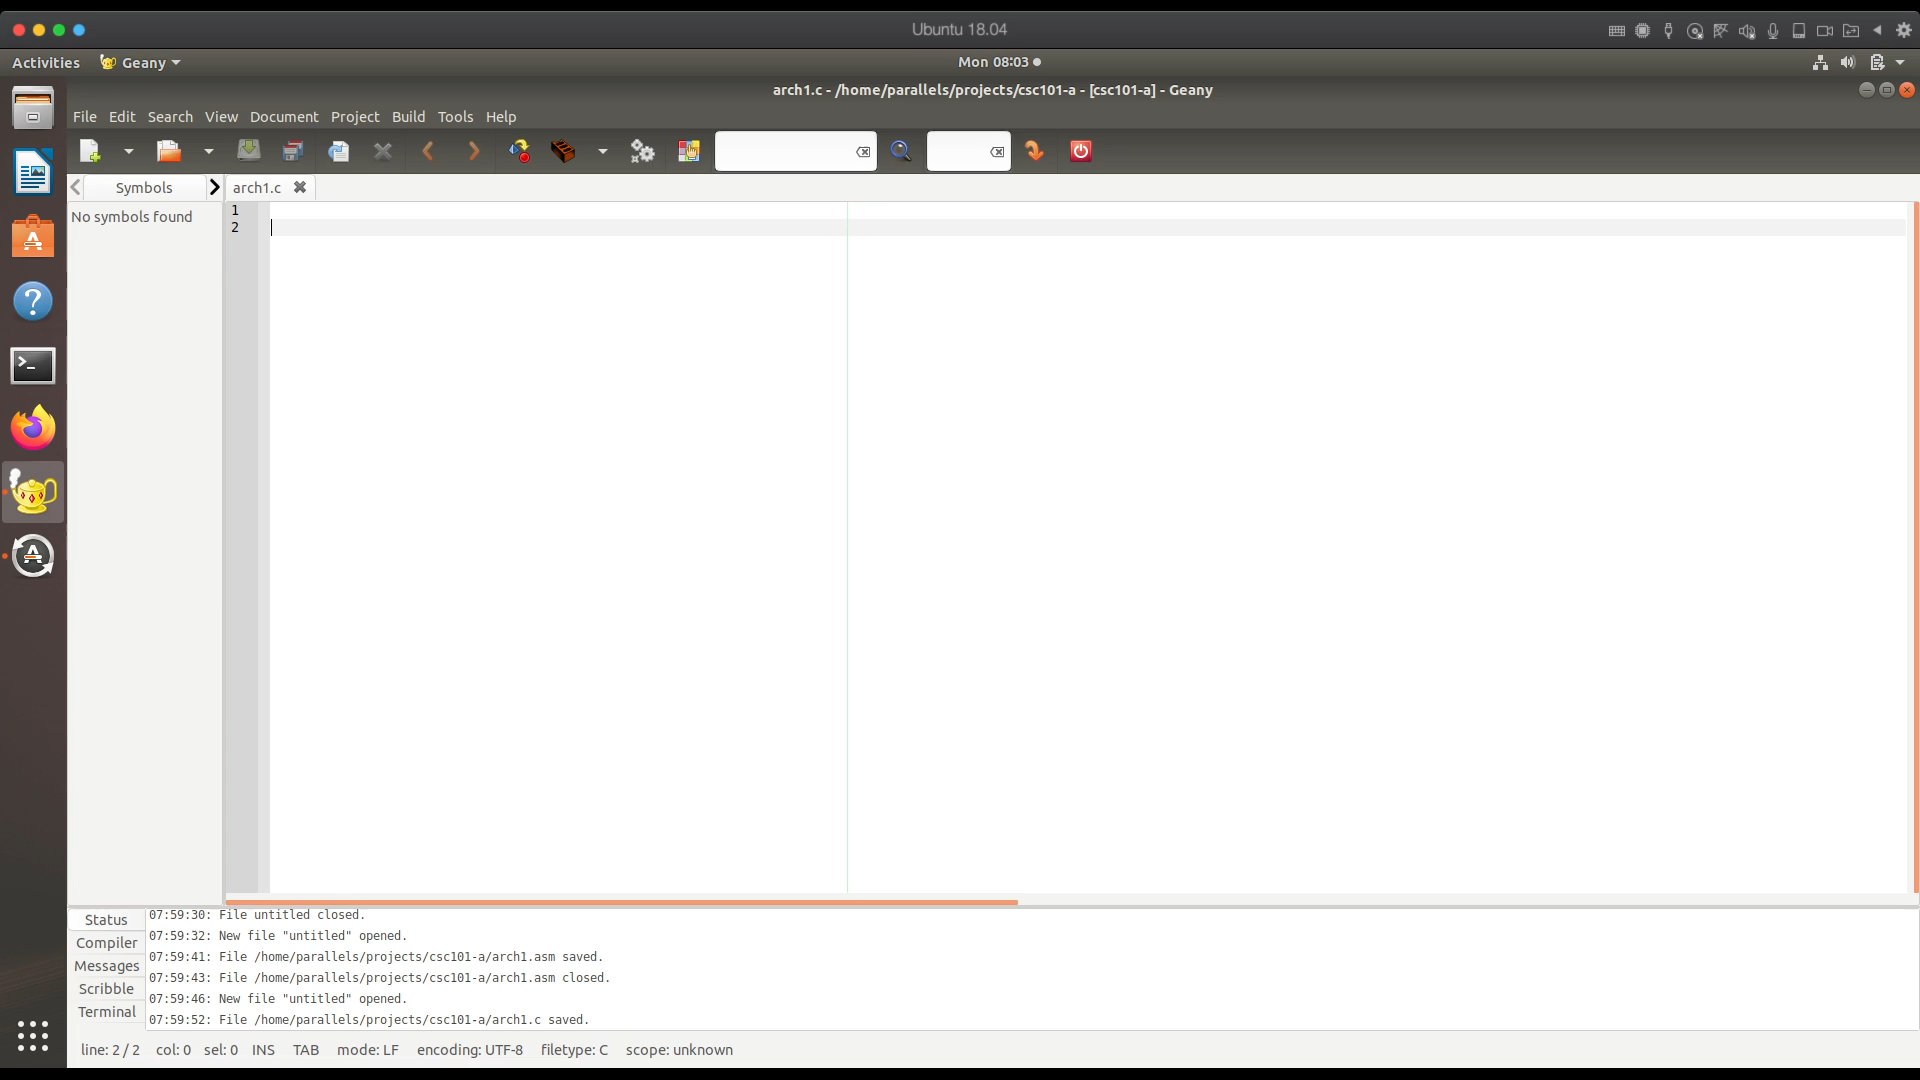 Ubuntu 18.04
Activities Geany Mon 08:03
arch1.c - /home/parallels/projects/csc101-a - [csc101-a] - Geany
File Edit Search View Document Project Build Tools Help
Symbols arch1.c
No symbols found
1
2
Status
Compiler
Messages
Scribble
Terminal
07:59:30: File untitled closed.
07:59:32: New file "untitled" opened.
07:59:41: File /home/parallels/projects/csc101-a/arch1.asm saved.
07:59:43: File /home/parallels/projects/csc101-a/arch1.asm closed.
07:59:46: New file "untitled" opened.
07:59:52: File /home/parallels/projects/csc101-a/arch1.c saved.
line: 2 / 2 col: 0 sel: 0 INS TAB mode: LF encoding: UTF-8 filetype: C scope: unknown